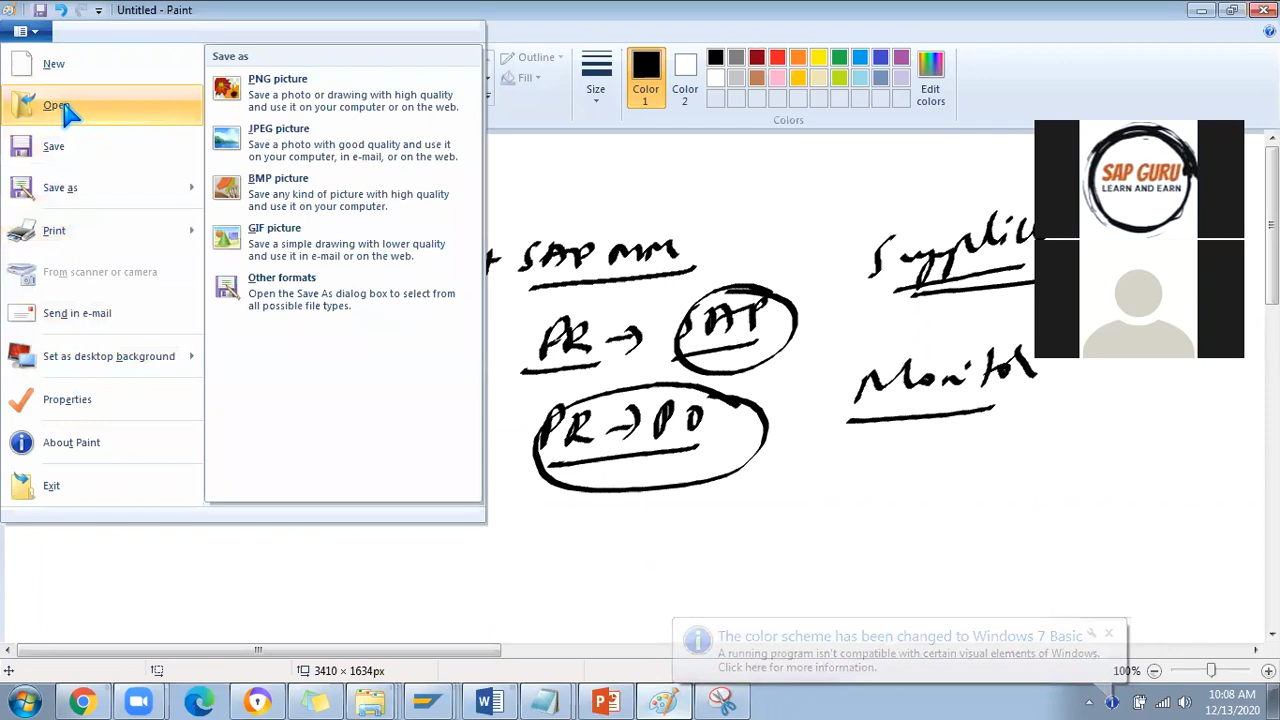 Untitled - Paint
New
Open
Save
Save as
Print
From scanner or camera
Send in e-mail
Set as desktop background
Properties
About Paint
Exit
Save as
PNG picture
Save a photo or drawing with high quality
and use it on your computer or on the web.
JPEG picture
Save a photo with good quality and use it
on your computer, in e-mail, or on the web.
BMP picture
Save any kind of picture with high quality
and use it on your computer.
GIF picture
Save a simple drawing with lower quality
and use it in e-mail or on the web.
Other formats
Open the Save As dialog box to select from
all possible file types.
Outline
Fill
Size
Color
1
Color
2
Edit
colors
Colors
SAP GURU
LEARN AND EARN
SAP MM
PR → SAP
PR → PO
Monitor
The color scheme has been changed to Windows 7 Basic
A running program isn't compatible with certain visual elements of Windows.
Click here for more information.
3410 × 1634px
100%
10:08 AM
12/13/2020